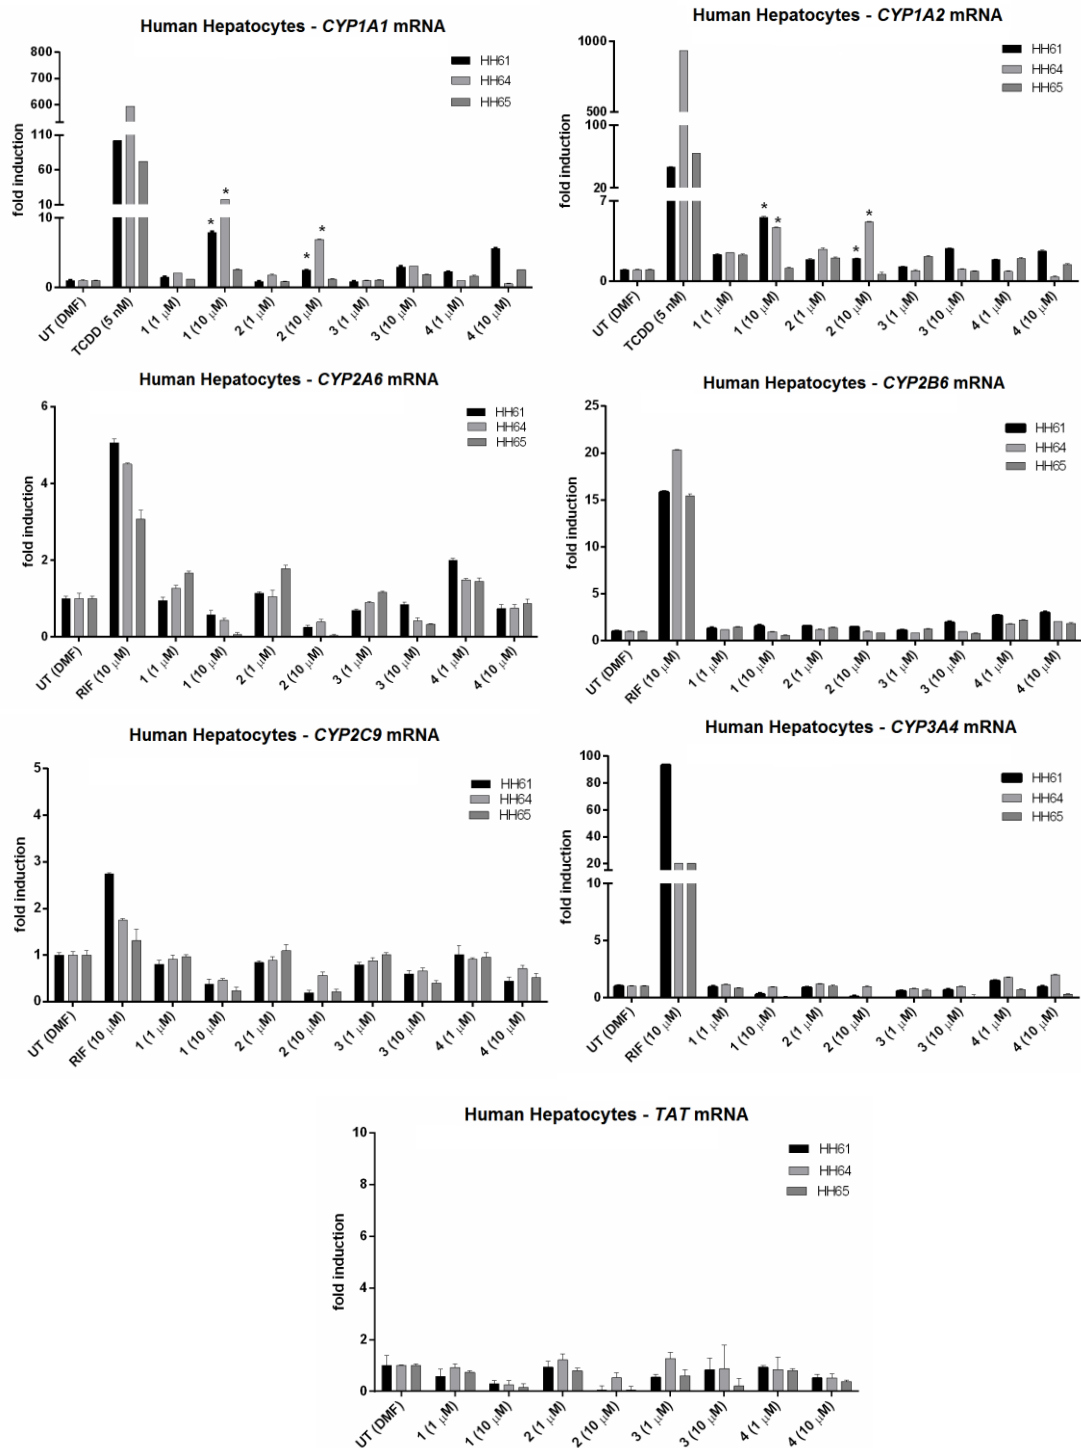 Human Hepatocytes - CYP1A1 mRNA
fold induction
800
700
600
110
60
10
10
0
HH61
HH64
HH65
*
*
*
*
UT (DMF)
TCDD (5 nM)
1 (1 μM)
1 (10 μM)
2 (1 μM)
2 (10 μM)
3 (1 μM)
3 (10 μM)
4 (1 μM)
4 (10 μM)
Human Hepatocytes - CYP1A2 mRNA
fold induction
1000
500
100
20
7
0
HH61
HH64
HH65
*
*
*
*
UT (DMF)
TCDD (5 nM)
1 (1 μM)
1 (10 μM)
2 (1 μM)
2 (10 μM)
3 (1 μM)
3 (10 μM)
4 (1 μM)
4 (10 μM)
Human Hepatocytes - CYP2A6 mRNA
fold induction
6
4
2
0
HH61
HH64
HH65
UT (DMF)
RIF (10 μM)
1 (1 μM)
1 (10 μM)
2 (1 μM)
2 (10 μM)
3 (1 μM)
3 (10 μM)
4 (1 μM)
4 (10 μM)
Human Hepatocytes - CYP2B6 mRNA
fold induction
25
20
15
10
5
0
HH61
HH64
HH65
UT (DMF)
RIF (10 μM)
1 (1 μM)
1 (10 μM)
2 (1 μM)
2 (10 μM)
3 (1 μM)
3 (10 μM)
4 (1 μM)
4 (10 μM)
Human Hepatocytes - CYP2C9 mRNA
fold induction
5
4
3
2
1
0
HH61
HH64
HH65
UT (DMF)
RIF (10 μM)
1 (1 μM)
1 (10 μM)
2 (1 μM)
2 (10 μM)
3 (1 μM)
3 (10 μM)
4 (1 μM)
4 (10 μM)
Human Hepatocytes - CYP3A4 mRNA
fold induction
100
80
60
40
20
10
5
0
HH61
HH64
HH65
UT (DMF)
RIF (10 μM)
1 (1 μM)
1 (10 μM)
2 (1 μM)
2 (10 μM)
3 (1 μM)
3 (10 μM)
4 (1 μM)
4 (10 μM)
Human Hepatocytes - TAT mRNA
fold induction
10
8
6
4
2
0
HH61
HH64
HH65
UT (DMF)
1 (1 μM)
1 (10 μM)
2 (1 μM)
2 (10 μM)
3 (1 μM)
3 (10 μM)
4 (1 μM)
4 (10 μM)